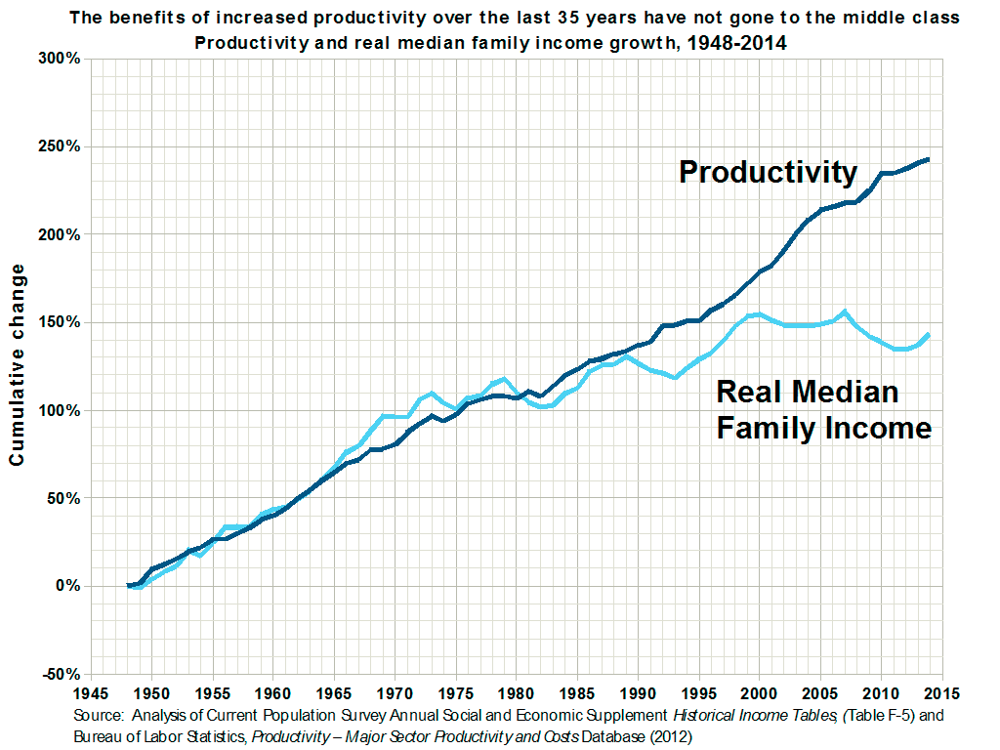 The benefits of increased productivity over the last 35 years have not gone to the middle class
Productivity and real median family income growth, 1948-2014
300%
250%
200%
150%
100%
50%
0%
-50%
Cumulative change
Productivity
Real Median
Family Income
1945 1950 1955 1960 1965 1970 1975 1980 1985 1990 1995 2000 2005 2010 2015
Source: Analysis of Current Population Survey Annual Social and Economic Supplement Historical Income Tables, (Table F-5) and
Bureau of Labor Statistics, Productivity – Major Sector Productivity and Costs Database (2012)